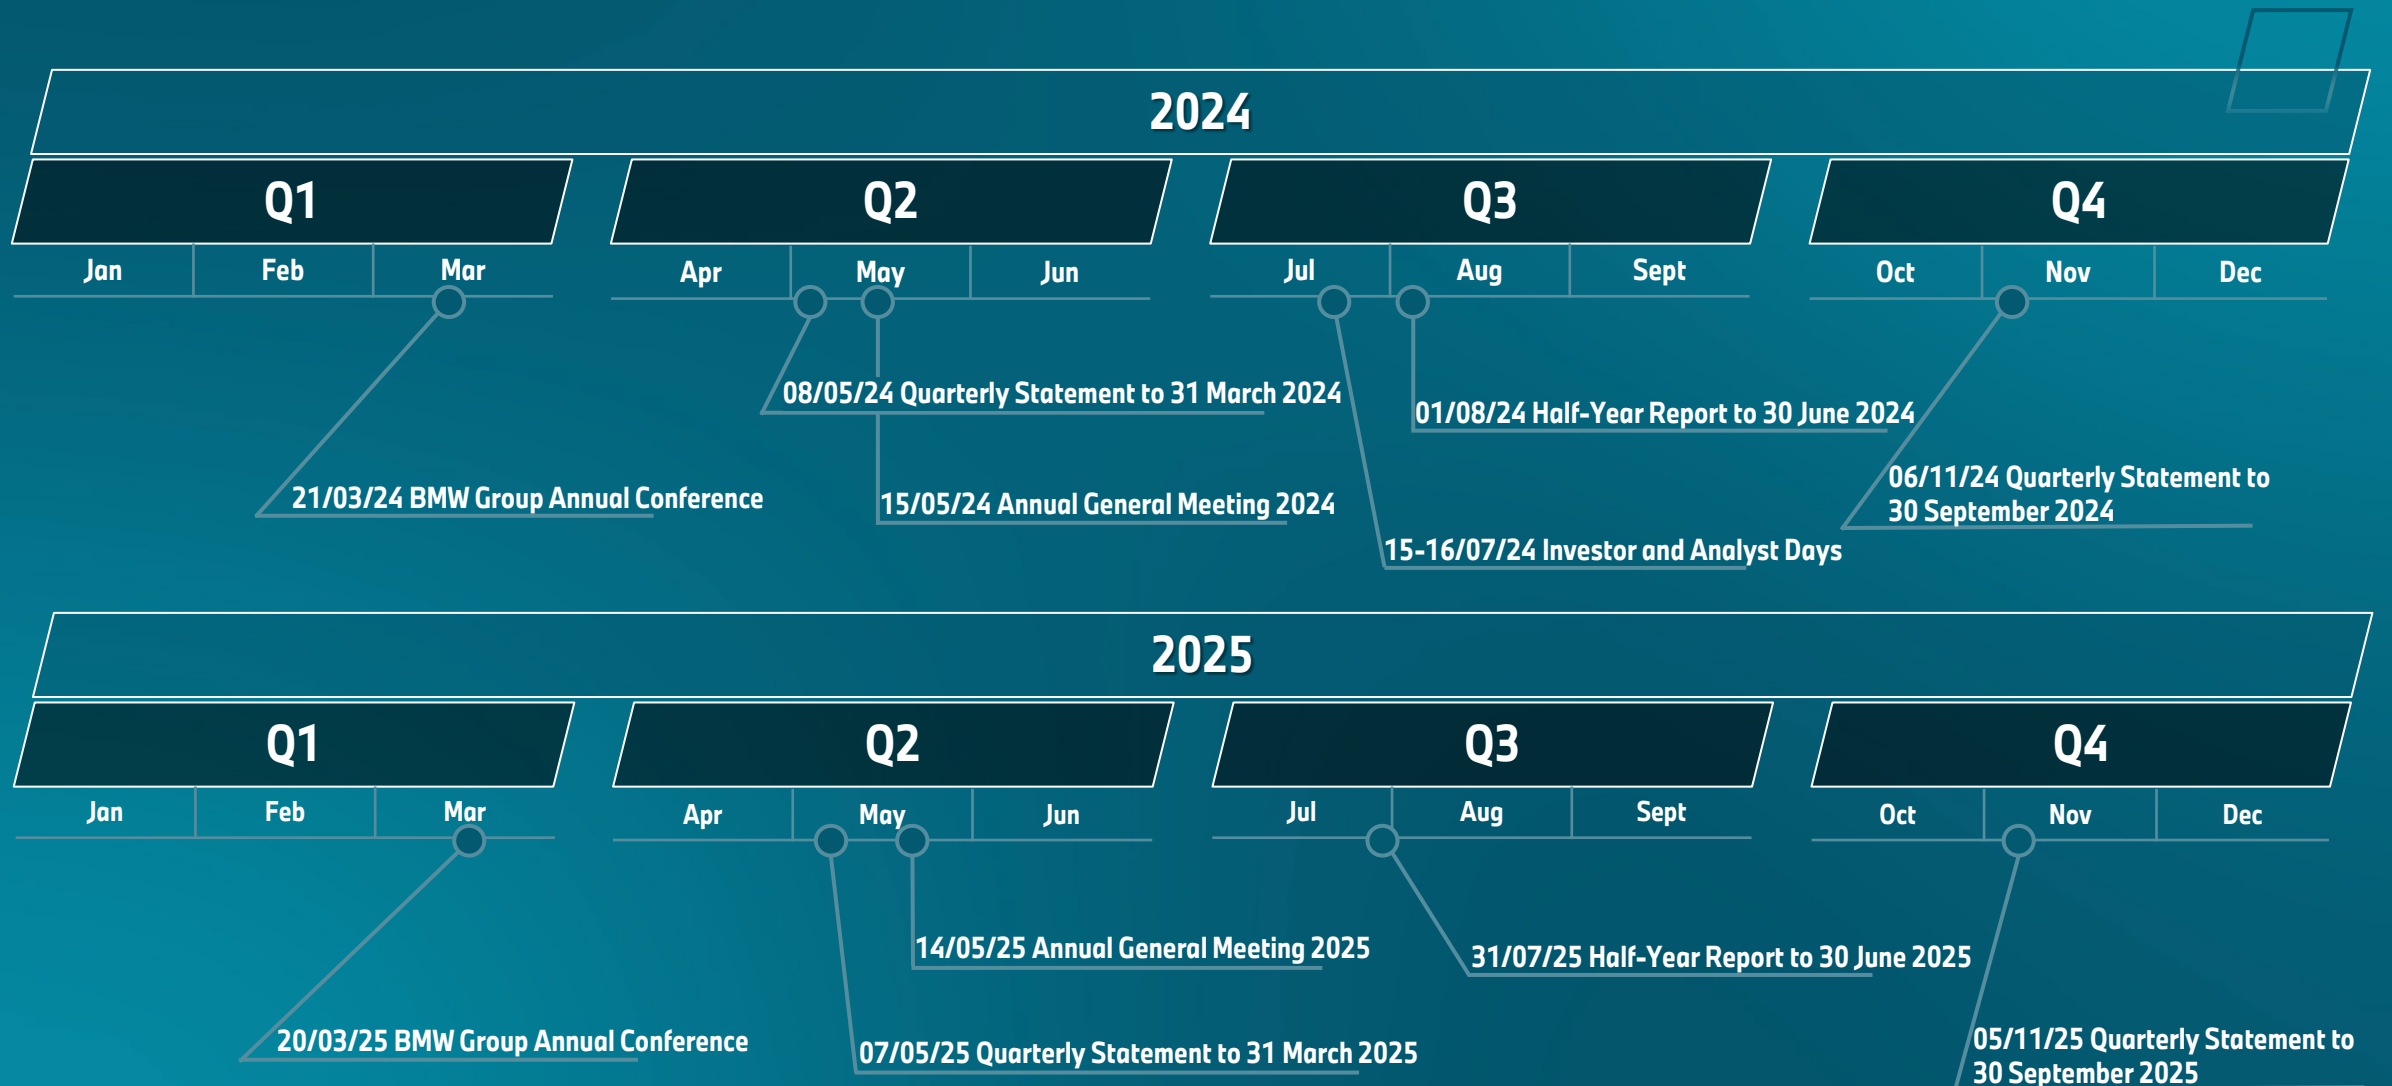 2024
Q1
Q2
Q3
Q4
Jan
Feb
Mar
Apr
May
Jun
Jul
Aug
Sept
Oct
Nov
Dec
08/05/24 Quarterly Statement to 31 March 2024
01/08/24 Half-Year Report to 30 June 2024
21/03/24 BMW Group Annual Conference
15/05/24 Annual General Meeting 2024
06/11/24 Quarterly Statement to
30 September 2024
15-16/07/24 Investor and Analyst Days
2025
Q1
Q2
Q3
Q4
Jan
Feb
Mar
Apr
May
Jun
Jul
Aug
Sept
Oct
Nov
Dec
14/05/25 Annual General Meeting 2025
31/07/25 Half-Year Report to 30 June 2025
20/03/25 BMW Group Annual Conference
07/05/25 Quarterly Statement to 31 March 2025
05/11/25 Quarterly Statement to
30 September 2025